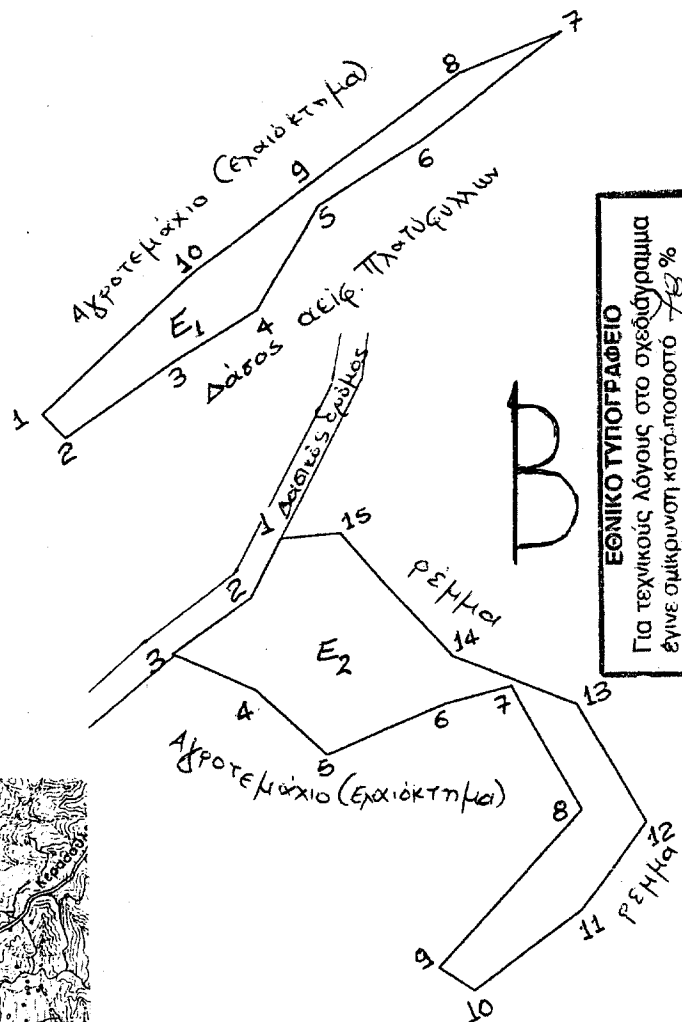 7
8
Αγροτεμάχιο (ελαιόκτημα)
9
6
5
10
E1
4
3
Δάσος αείφ. Πλατύφυλλων
1
2
Δασικός δρόμος
1
15
2
ρέμμα
14
3
E2
4
13
7
6
5
Αγροτεμάχιο (Ελαιόκτημα)
8
12
ρέμμα
11
9
10
B
ΕΘΝΙΚΟ ΤΥΠΟΓΡΑΦΕΙΟ
Για τεχνικούς λόγους στο σχεδιάγραμμα
έγινε σμίκρυνση κατά ποσοστό %